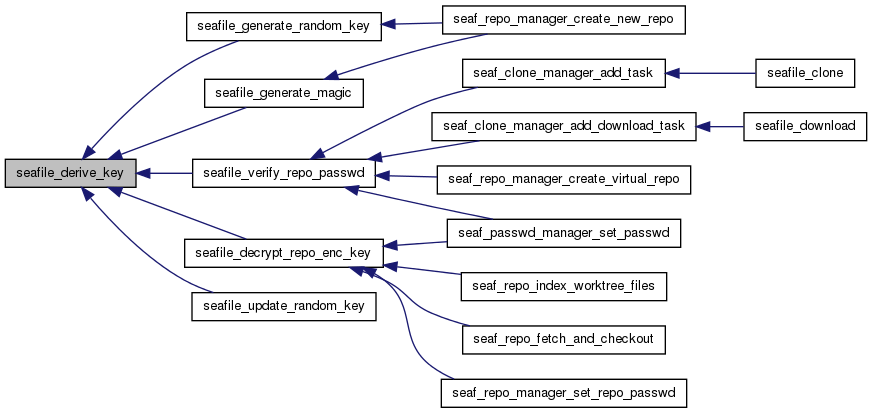 seafile_derive_key
seafile_generate_random_key
seaf_repo_manager_create_new_repo
seafile_generate_magic
seaf_clone_manager_add_task
seafile_clone
seaf_clone_manager_add_download_task
seafile_download
seafile_verify_repo_passwd
seaf_repo_manager_create_virtual_repo
seaf_passwd_manager_set_passwd
seafile_decrypt_repo_enc_key
seaf_repo_index_worktree_files
seafile_update_random_key
seaf_repo_fetch_and_checkout
seaf_repo_manager_set_repo_passwd